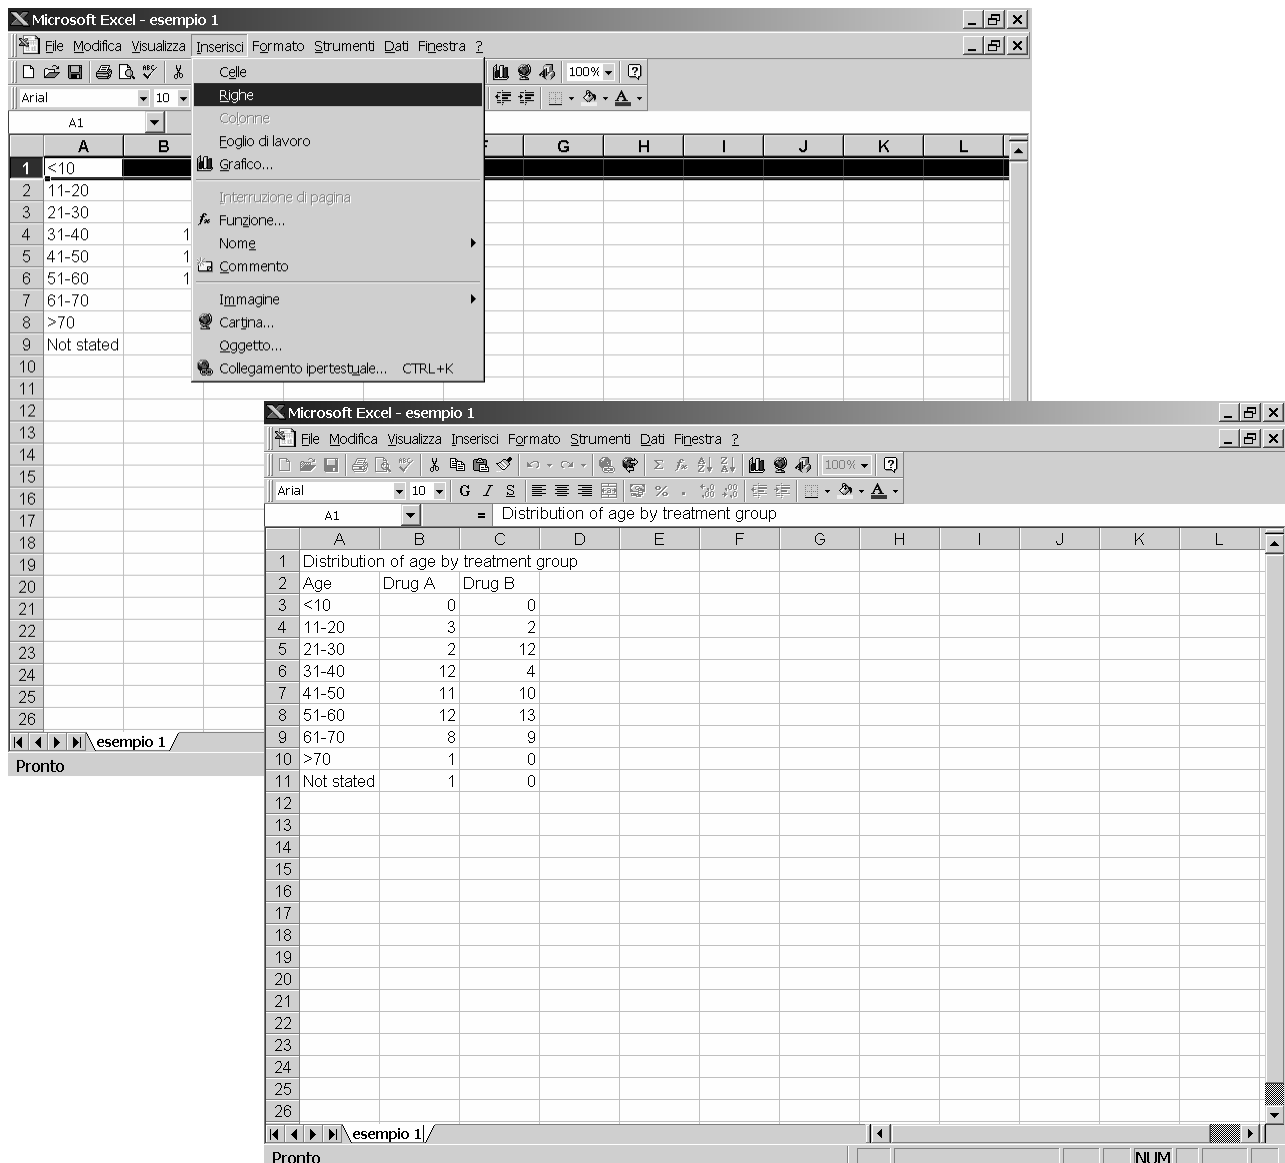 Microsoft Excel - esempio 1
File Modifica Visualizza Inserisci Formato Strumenti Dati Finestra ?
100%
Arial 10
A1
Celle
Righe
Colonne
Foglio di lavoro
Grafico...
Interruzione di pagina
Funzione...
Nome
Commento
Immagine
Cartina...
Oggetto...
Collegamento ipertestuale... CTRL+K
A B F G H I J K L
1 <10
2 11-20
3 21-30
4 31-40 1
5 41-50 1
6 51-60 1
7 61-70
8 >70
9 Not stated
10
11
12
13
14
15
16
17
18
19
20
21
22
23
24
25
26
esempio 1
Pronto
Microsoft Excel - esempio 1
File Modifica Visualizza Inserisci Formato Strumenti Dati Finestra ?
100%
Arial 10 G I S
A1 = Distribution of age by treatment group
A B C D E F G H I J K L
1 Distribution of age by treatment group
2 Age Drug A Drug B
3 <10 0 0
4 11-20 3 2
5 21-30 2 12
6 31-40 12 4
7 41-50 11 10
8 51-60 12 13
9 61-70 8 9
10 >70 1 0
11 Not stated 1 0
12
13
14
15
16
17
18
19
20
21
22
23
24
25
26
esempio 1
Pronto NUM